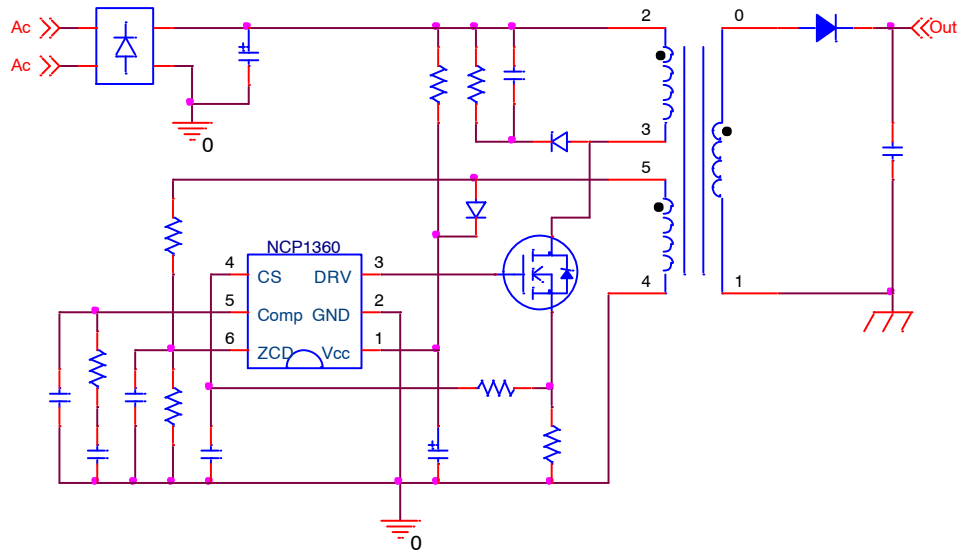 2 0
Ac Out
Ac
3
0
5
NCP1360
4 CS DRV 3
5 Comp GND 2
6 ZCD Vcc 1
4 1
0